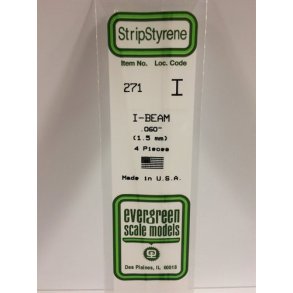 StripStyrene
Item No. Loc. Code
271 I
I-BEAM
.060"
(1.5 mm)
4 Pieces
Made in U.S.A.
evergreen
scale models
Des Plaines, IL 60018